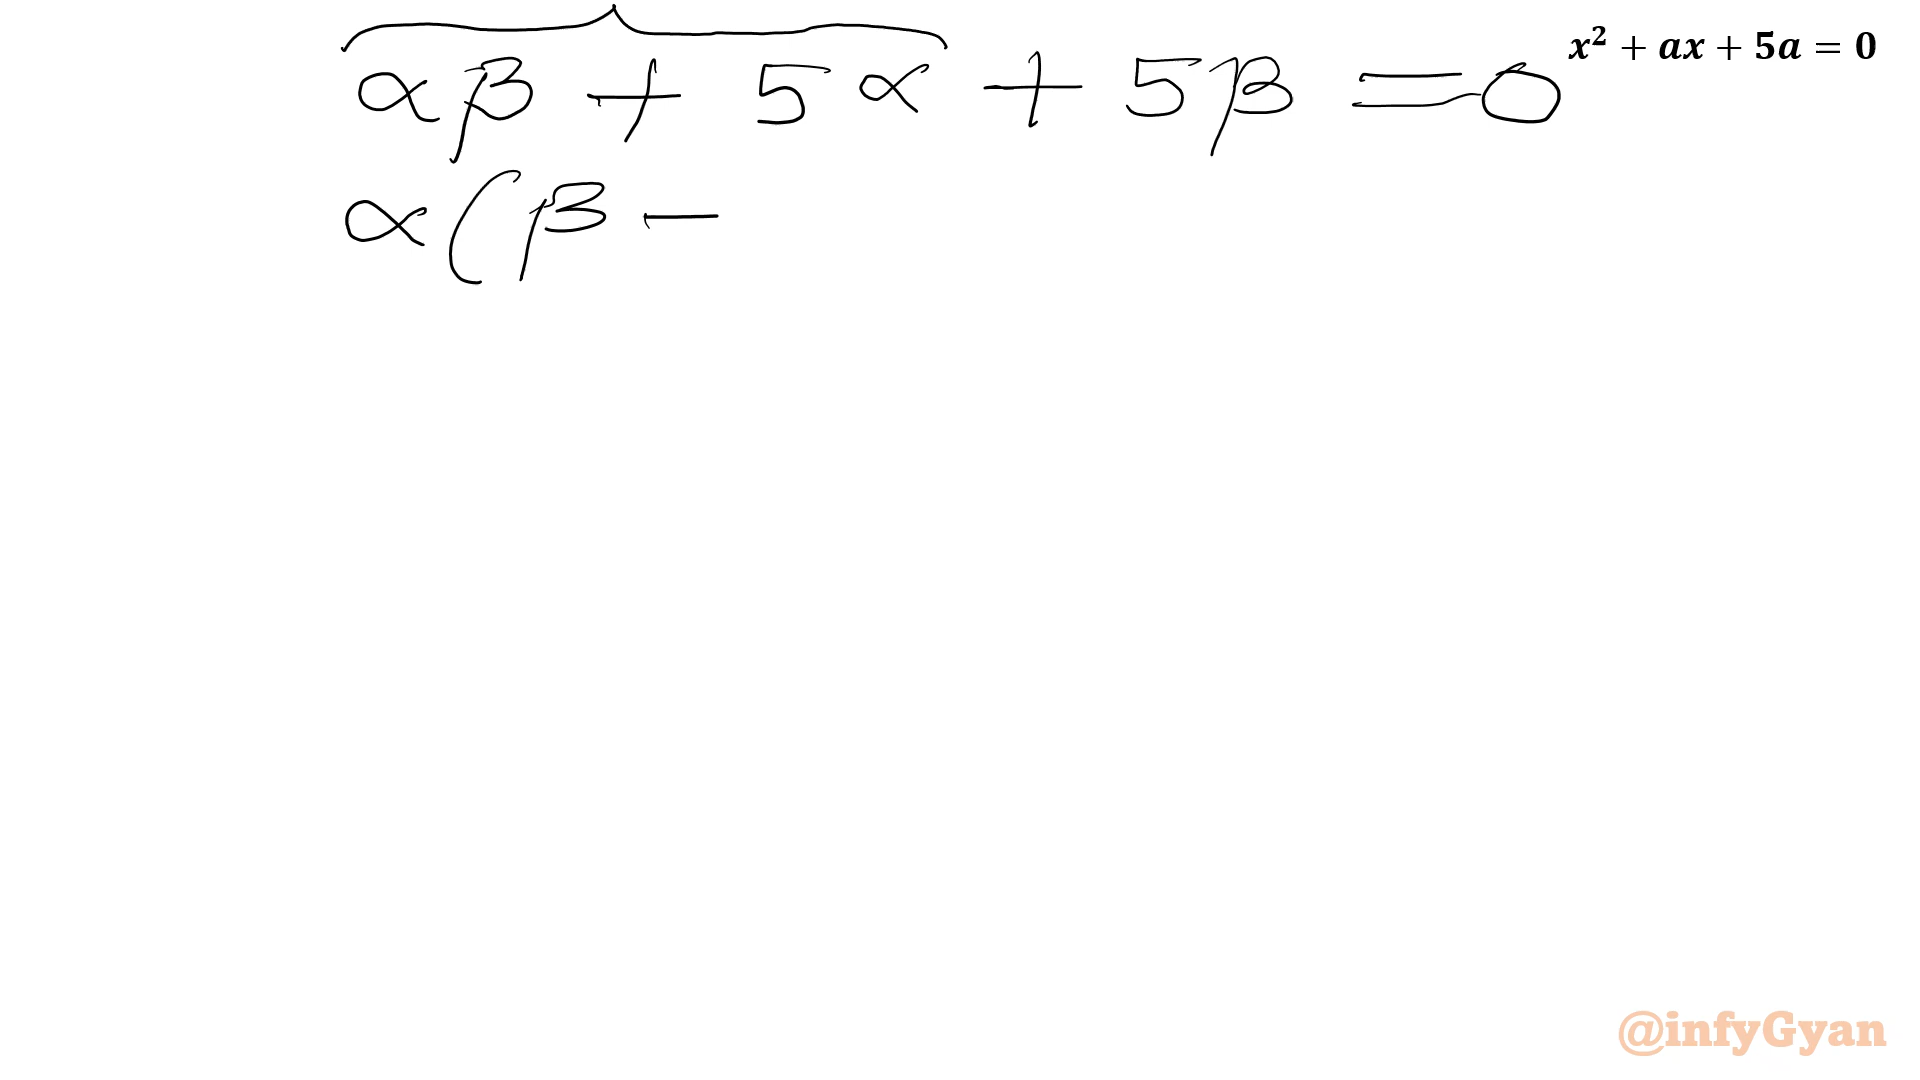 αβ + 5α + 5β = 0
x² + ax + 5a = 0
α(β −
@infyGyan